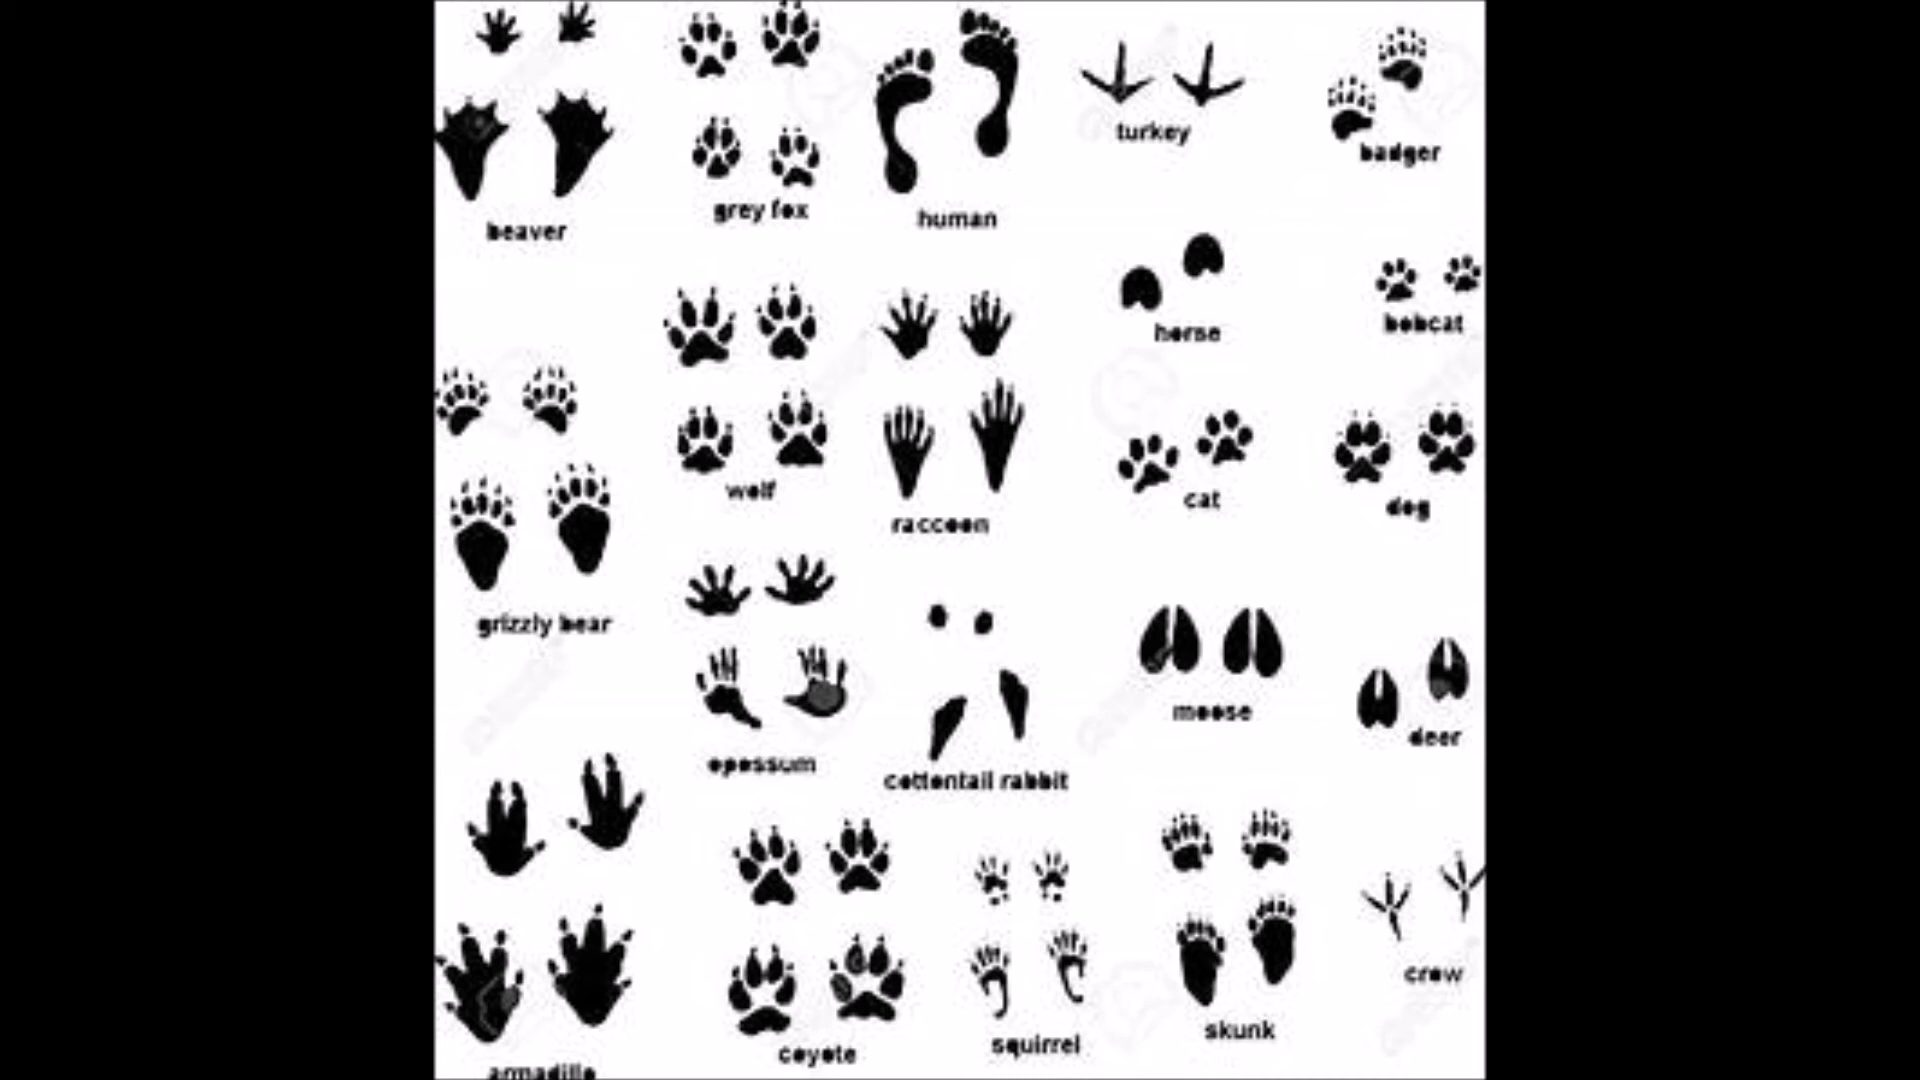 turkey
badger
grey fox
human
beaver
horse
bobcat
wolf
raccoon
cat
dog
grizzly bear
opossum
cottontail rabbit
moose
deer
armadillo
coyote
squirrel
skunk
crow